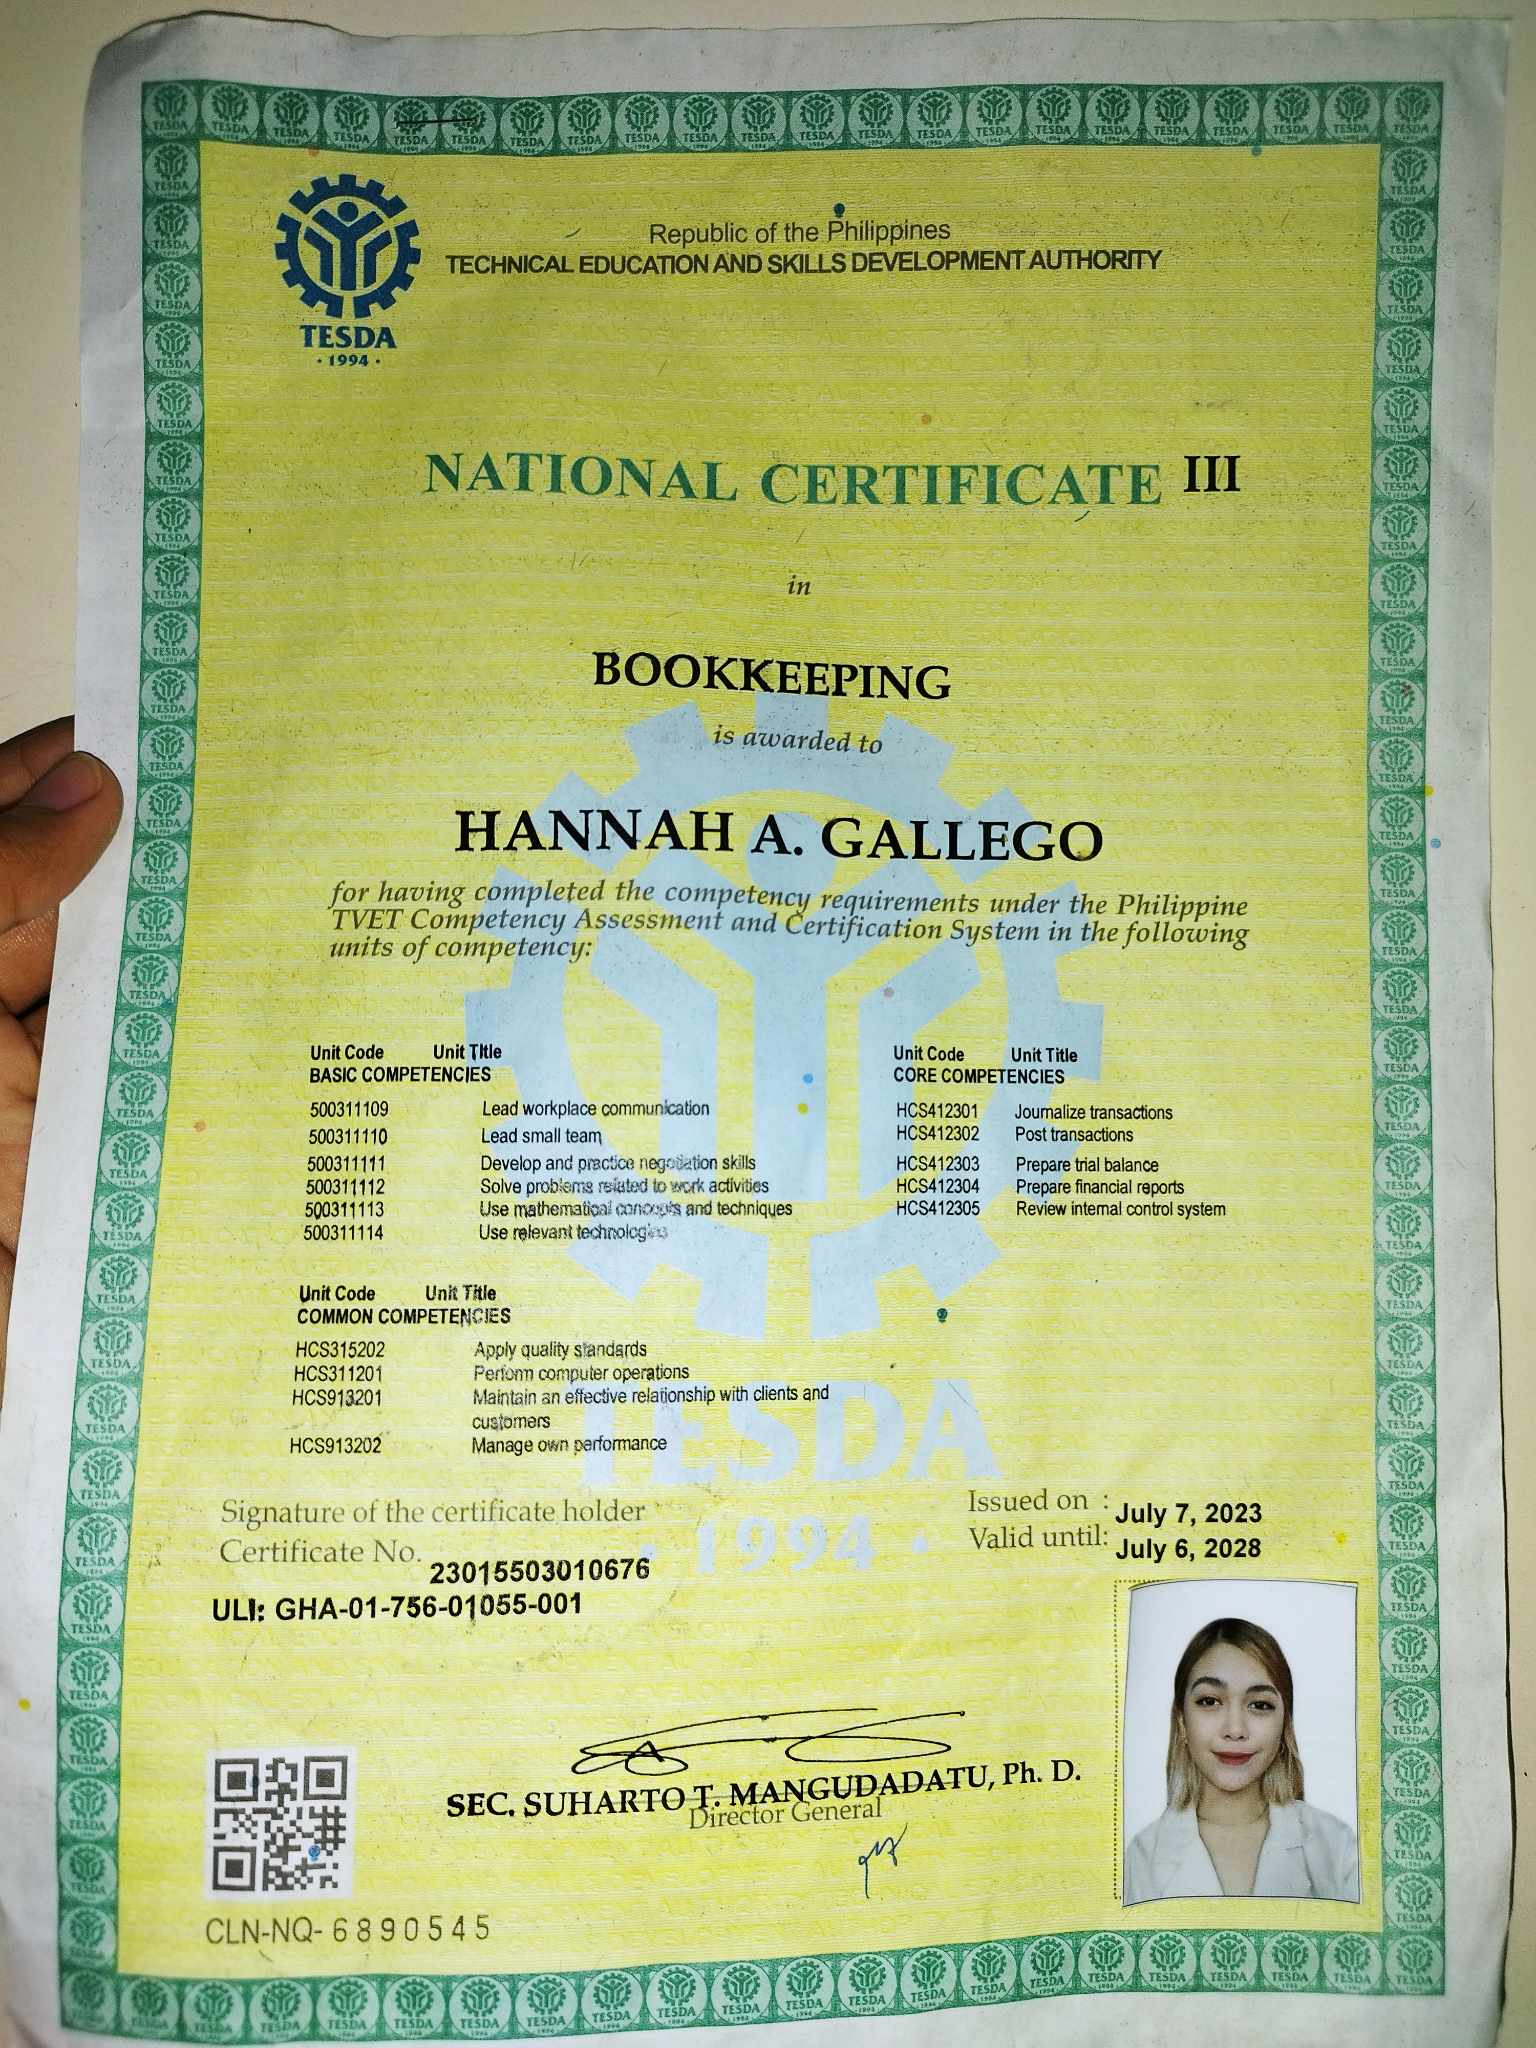 TESDA
· 1994 ·
Republic of the Philippines
TECHNICAL EDUCATION AND SKILLS DEVELOPMENT AUTHORITY
NATIONAL CERTIFICATE III
in
BOOKKEEPING
is awarded to
HANNAH A. GALLEGO
for having completed the competency requirements under the Philippine
TVET Competency Assessment and Certification System in the following
units of competency:
Unit Code Unit Title
BASIC COMPETENCIES
500311109 Lead workplace communication
500311110 Lead small team
500311111 Develop and practice negotiation skills
500311112 Solve problems related to work activities
500311113 Use mathematical concepts and techniques
500311114 Use relevant technologies
Unit Code Unit Title
CORE COMPETENCIES
HCS412301 Journalize transactions
HCS412302 Post transactions
HCS412303 Prepare trial balance
HCS412304 Prepare financial reports
HCS412305 Review internal control system
Unit Code Unit Title
COMMON COMPETENCIES
HCS315202 Apply quality standards
HCS311201 Perform computer operations
HCS913201 Maintain an effective relationship with clients and
customers
HCS913202 Manage own performance
TESDA
· 1994 ·
Signature of the certificate holder
Certificate No. 23015503010676
ULI: GHA-01-756-01055-001
Issued on : July 7, 2023
Valid until: July 6, 2028
SEC. SUHARTO T. MANGUDADATU, Ph. D.
Director General
CLN-NQ- 6890545